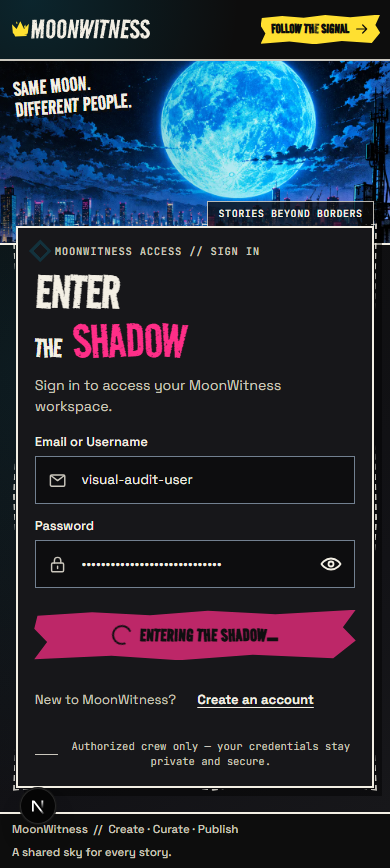 MOONWITNESS
FOLLOW THE SIGNAL →
SAME MOON.
DIFFERENT PEOPLE.
STORIES BEYOND BORDERS
MOONWITNESS ACCESS // SIGN IN
ENTER
THE SHADOW
Sign in to access your MoonWitness
workspace.
Email or Username
visual-audit-user
Password
••••••••••••••••••••••••••••
ENTERING THE SHADOW...
New to MoonWitness? Create an account
Authorized crew only — your credentials stay
private and secure.
N
MoonWitness // Create · Curate · Publish
A shared sky for every story.